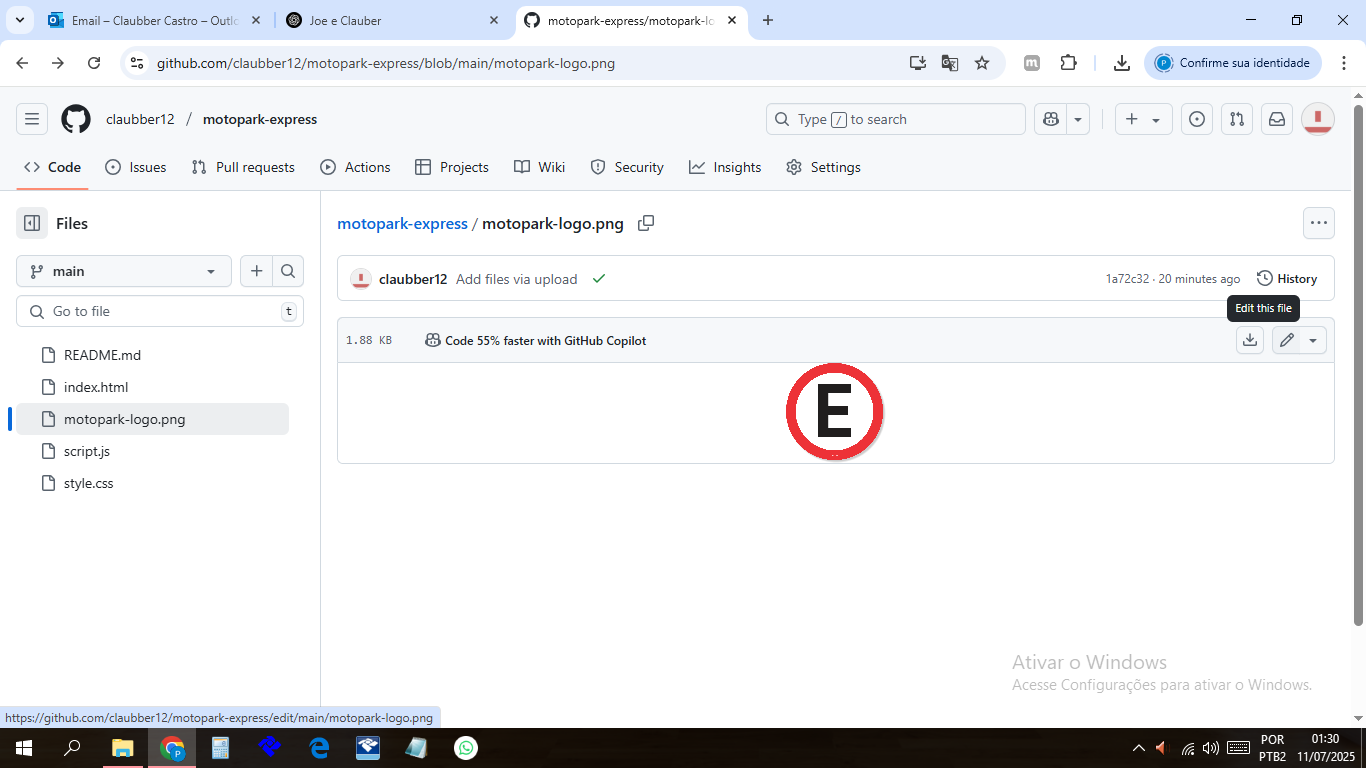 Email – Claubber Castro – Outlo
Joe e Clauber
motopark-express/motopark-lo
github.com/claubber12/motopark-express/blob/main/motopark-logo.png
Confirme sua identidade
claubber12 / motopark-express
Type / to search
Code
Issues
Pull requests
Actions
Projects
Wiki
Security
Insights
Settings
Files
motopark-express / motopark-logo.png
main
claubber12 Add files via upload
1a72c32 · 20 minutes ago
History
Go to file
t
Edit this file
1.88 KB
Code 55% faster with GitHub Copilot
README.md
index.html
motopark-logo.png
script.js
style.css
E
Ativar o Windows
Acesse Configurações para ativar o Windows.
https://github.com/claubber12/motopark-express/edit/main/motopark-logo.png
POR
PTB2
01:30
11/07/2025